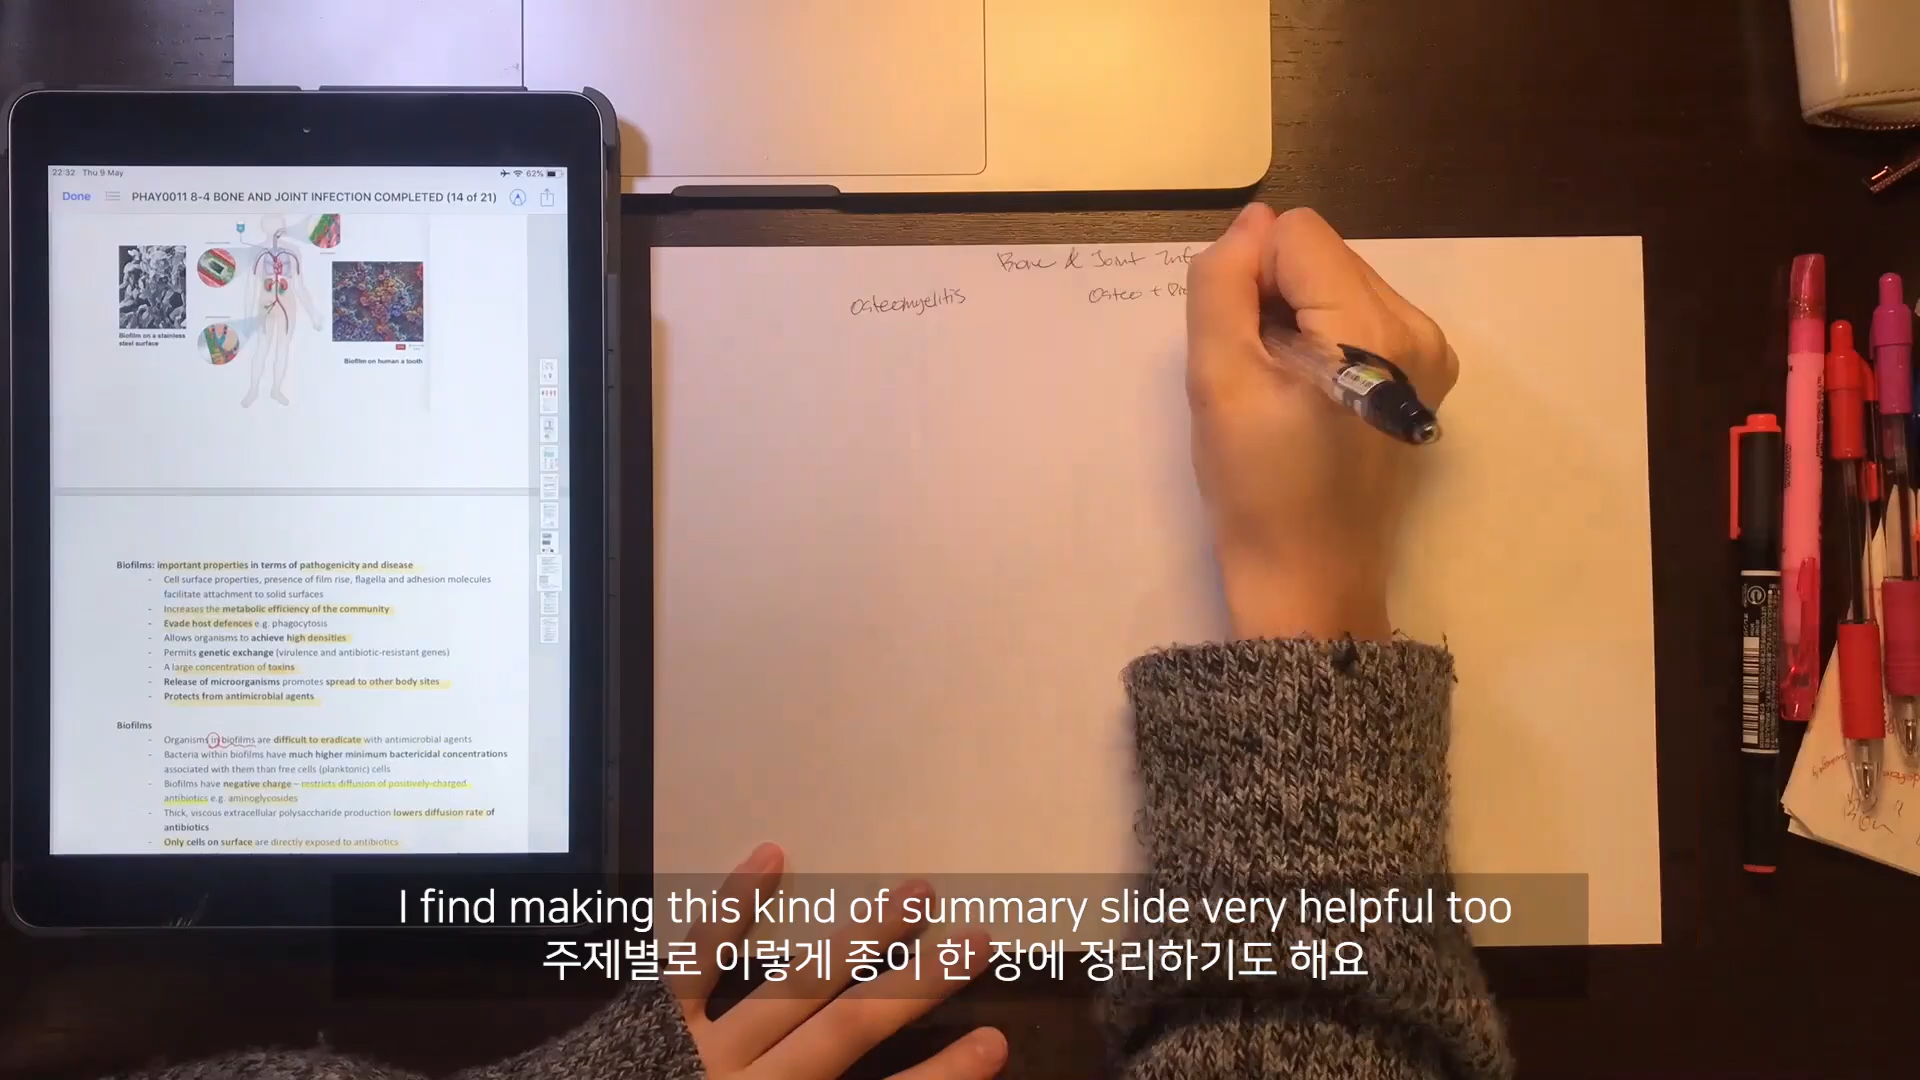 22:32 Thu 9 May
62%
Done
PHAY0011 8-4 BONE AND JOINT INFECTION COMPLETED (14 of 21)
Biofilm on a stainless
steel surface
Biofilm on human a tooth
Biofilms: important properties in terms of pathogenicity and disease
- Cell surface properties, presence of film rise, flagella and adhesion molecules
facilitate attachment to solid surfaces
- Increases the metabolic efficiency of the community
- Evade host defences e.g. phagocytosis
- Allows organisms to achieve high densities
- Permits genetic exchange (virulence and antibiotic-resistant genes)
- A large concentration of toxins
- Release of microorganisms promotes spread to other body sites
- Protects from antimicrobial agents
Biofilms
- Organisms in biofilms are difficult to eradicate with antimicrobial agents
- Bacteria within biofilms have much higher minimum bactericidal concentrations
associated with them than free cells (planktonic) cells
- Biofilms have negative charge – restricts diffusion of positively-charged
antibiotics e.g. aminoglycosides
- Thick, viscous extracellular polysaccharide production lowers diffusion rate of
antibiotics
- Only cells on surface are directly exposed to antibiotics
Bone & Joint Inf
Osteomyelitis
Osteo +
I find making this kind of summary slide very helpful too
주제별로 이렇게 종이 한 장에 정리하기도 해요